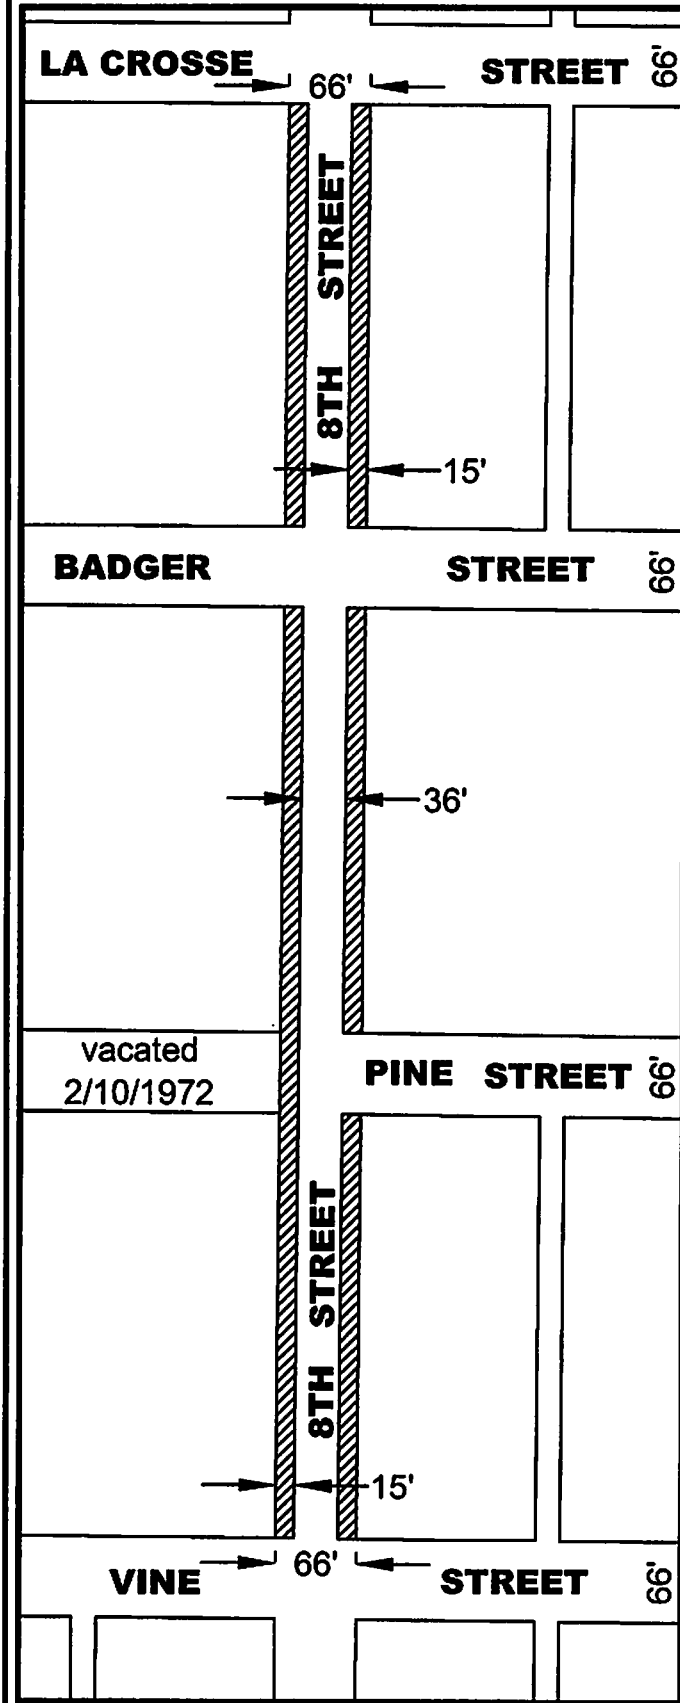 LA CROSSE STREET 66'
66'
8TH STREET
15'
BADGER STREET 66'
36'
vacated
2/10/1972
PINE STREET 66'
8TH STREET
15'
66'
VINE STREET 66'